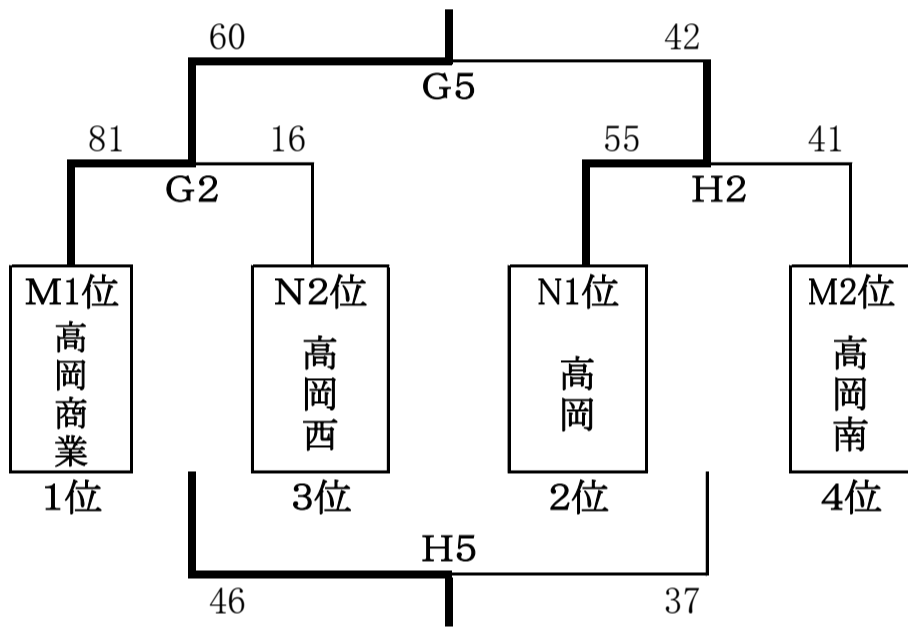 60 42
G5
81 16 55 41
G2 H2
M1位 N2位 N1位 M2位
高岡商業 高岡西 高岡 高岡南
1位 3位 2位 4位
H5
46 37